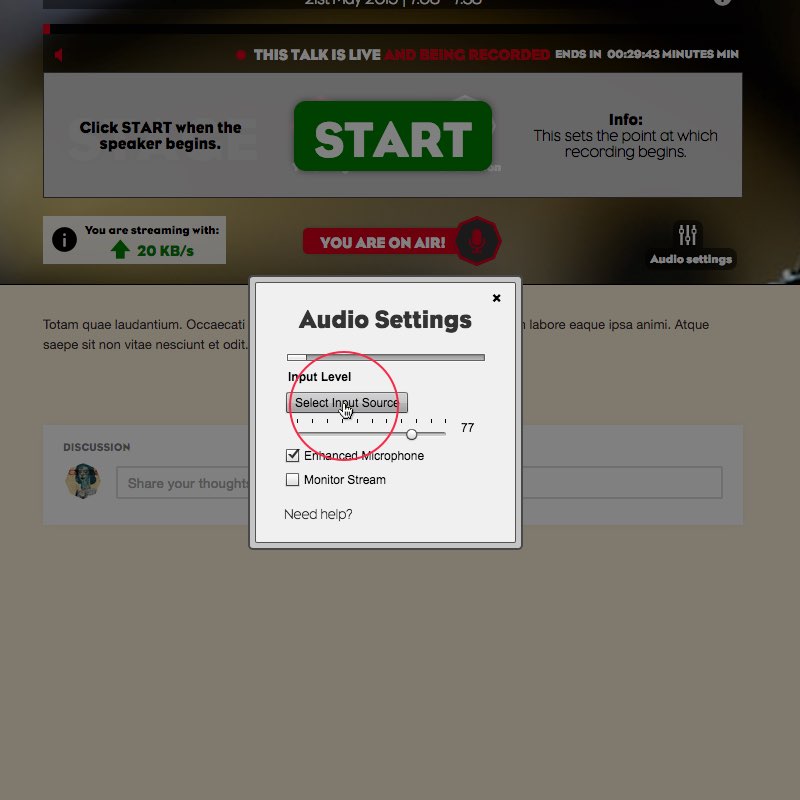 21st May 2015 | 7:00 - 7:30
THIS TALK IS LIVE AND BEING RECORDED ENDS IN 00:29:43 MINUTES MIN
Click START when the
speaker begins.
START
Info:
This sets the point at which
recording begins.
You are streaming with:
20 KB/s
YOU ARE ON AIR!
Audio settings
Audio Settings
Totam quae laudantium. Occaecati
labore eaque ipsa animi. Atque
saepe sit non vitae nesciunt et odit.
Input Level
Select Input Source
77
Enhanced Microphone
Monitor Stream
Need help?
DISCUSSION
Share your thoughts